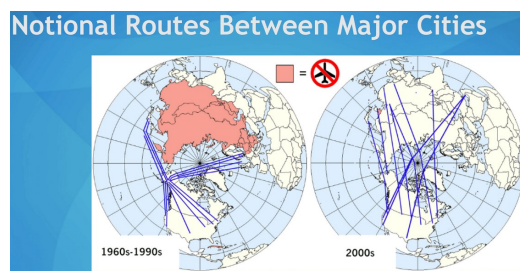 Notional Routes Between Major Cities
=
1960s-1990s
2000s